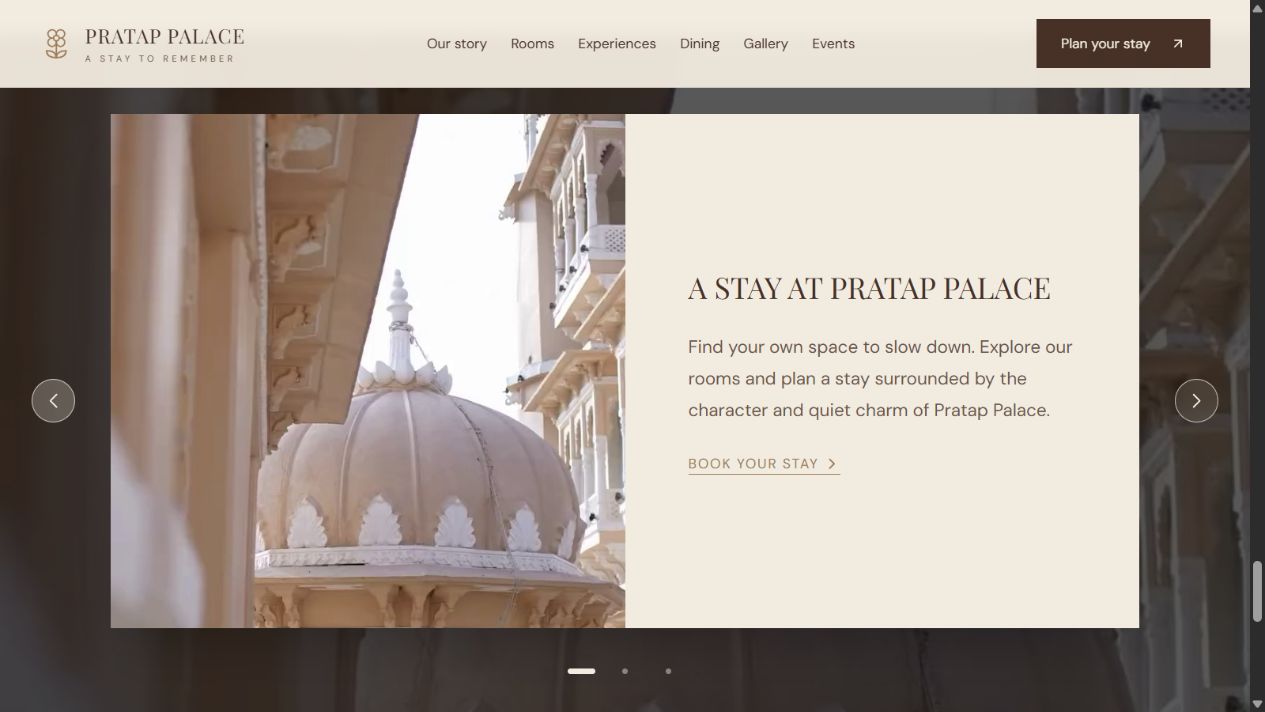 PRATAP PALACE
A STAY TO REMEMBER
Our story
Rooms
Experiences
Dining
Gallery
Events
Plan your stay
A STAY AT PRATAP PALACE
Find your own space to slow down. Explore our
rooms and plan a stay surrounded by the
character and quiet charm of Pratap Palace.
BOOK YOUR STAY